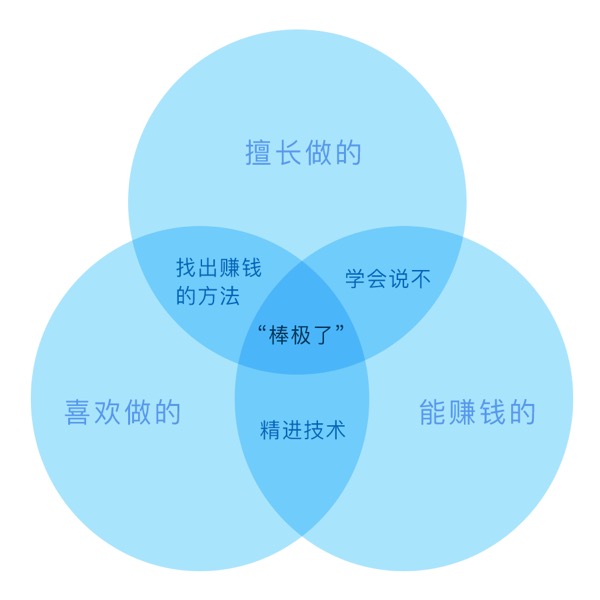 擅长做的
找出赚钱
的方法
学会说不
“棒极了”
喜欢做的
能赚钱的
精进技术